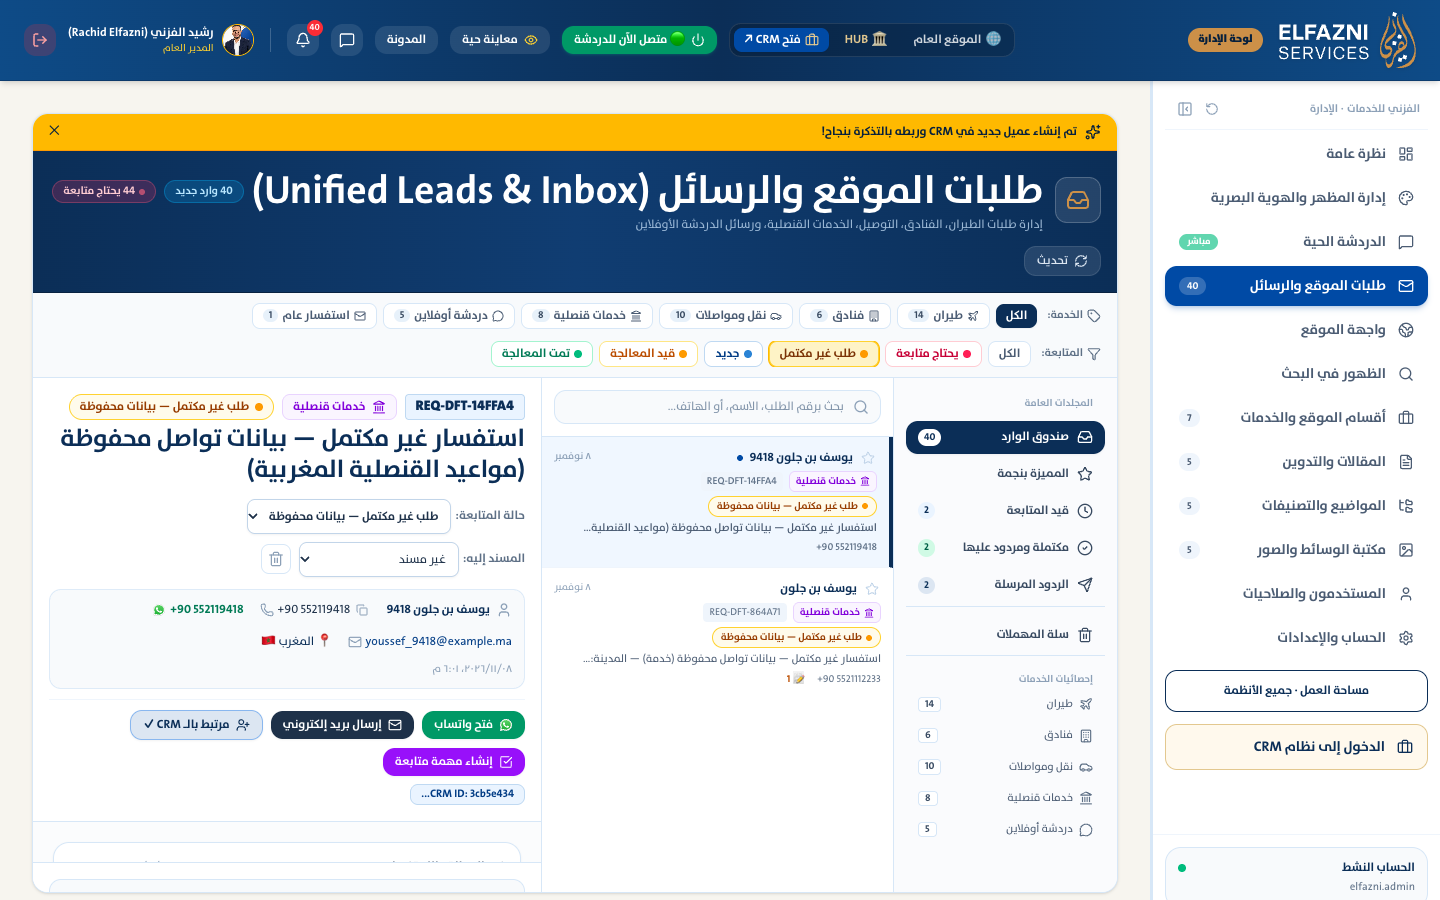 ELFAZNI
SERVICES
لوحة الإدارة
الموقع العام
HUB
فتح CRM ↗
متصل الآن للدردشة
معاينة حية
المدونة
40
رشيد الفزني (Rachid Elfazni)
المدير العام
الفزني للخدمات · الإدارة
نظرة عامة
إدارة المظهر والهوية البصرية
الدردشة الحية
مباشر
طلبات الموقع والرسائل
40
واجهة الموقع
الظهور في البحث
أقسام الموقع والخدمات
7
المقالات والتدوين
5
المواضيع والتصنيفات
5
مكتبة الوسائط والصور
5
المستخدمون والصلاحيات
الحساب والإعدادات
مساحة العمل · جميع الأنظمة
الدخول إلى نظام CRM
الحساب النشط
elfazni.admin
تم إنشاء عميل جديد في CRM وربطه بالتذكرة بنجاح!
طلبات الموقع والرسائل (Unified Leads & Inbox)
40 وارد جديد
44 يحتاج متابعة
إدارة طلبات الطيران، الفنادق، التوصيل، الخدمات القنصلية، ورسائل الدردشة الأوفلاين
تحديث
الخدمة:
الكل
طيران 14
فنادق 6
نقل ومواصلات 10
خدمات قنصلية 8
دردشة أوفلاين 5
استفسار عام 1
المتابعة:
الكل
يحتاج متابعة
طلب غير مكتمل
جديد
قيد المعالجة
تمت المعالجة
المجلدات العامة
صندوق الوارد
40
المميزة بنجمة
قيد المتابعة
2
مكتملة ومردود عليها
2
الردود المرسلة
2
سلة المهملات
إحصائيات الخدمات
طيران
14
فنادق
6
نقل ومواصلات
10
خدمات قنصلية
8
دردشة أوفلاين
5
بحث برقم الطلب، الاسم، أو الهاتف...
يوسف بن جلون 9418
٨ نوفمبر
خدمات قنصلية
REQ-DFT-14FFA4
طلب غير مكتمل — بيانات محفوظة
استفسار غير مكتمل — بيانات تواصل محفوظة (مواعيد القنصلية...
+90 552119418
يوسف بن جلون
٨ نوفمبر
خدمات قنصلية
REQ-DFT-864A71
طلب غير مكتمل — بيانات محفوظة
استفسار غير مكتمل — بيانات تواصل محفوظة (خدمة) — المدينة:...
+90 5521112233
1
REQ-DFT-14FFA4
خدمات قنصلية
طلب غير مكتمل — بيانات محفوظة
استفسار غير مكتمل — بيانات تواصل محفوظة
(مواعيد القنصلية المغربية)
حالة المتابعة:
طلب غير مكتمل — بيانات محفوظة
المسند إليه:
غير مسند
يوسف بن جلون 9418
+90 552119418
+90 552119418
youssef_9418@example.ma
المغرب
٢٠٢٦/١١/٠٨، ٦:٠١ م
فتح واتساب
إرسال بريد إلكتروني
مرتبط بالـ CRM ✓
إنشاء مهمة متابعة
CRM ID: 3cb5e434...